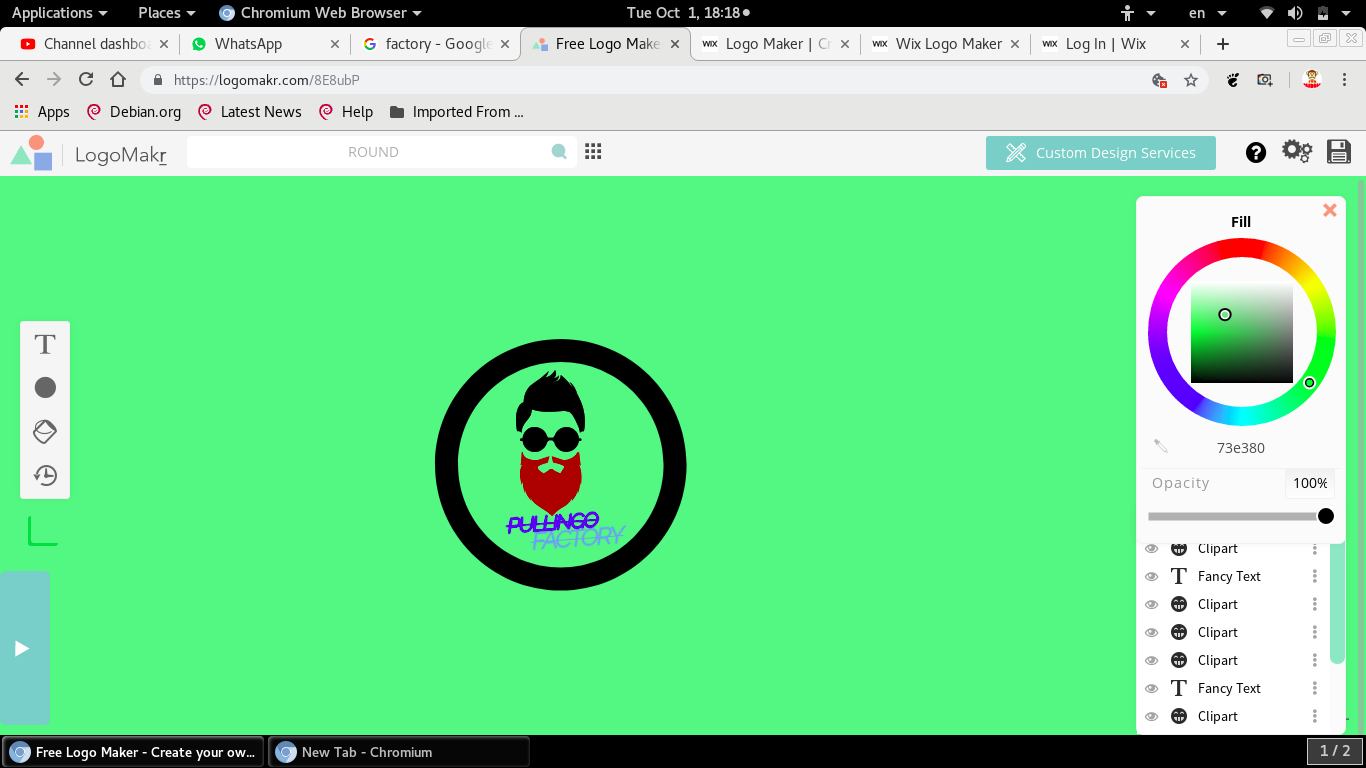 Applications Places Chromium Web Browser Tue Oct 1, 18:18 en
Channel dashbo WhatsApp factory - Google Free Logo Make Logo Maker | Cr Wix Logo Maker Log In | Wix
https://logomakr.com/8E8ubP
Apps Debian.org Latest News Help Imported From ...
LogoMakr ROUND Custom Design Services
Fill
73e380
Opacity 100%
T
PULLINGO
FACTORY
Clipart
T Fancy Text
Clipart
Clipart
Clipart
T Fancy Text
Clipart
Free Logo Maker - Create your ow... New Tab - Chromium 1 / 2